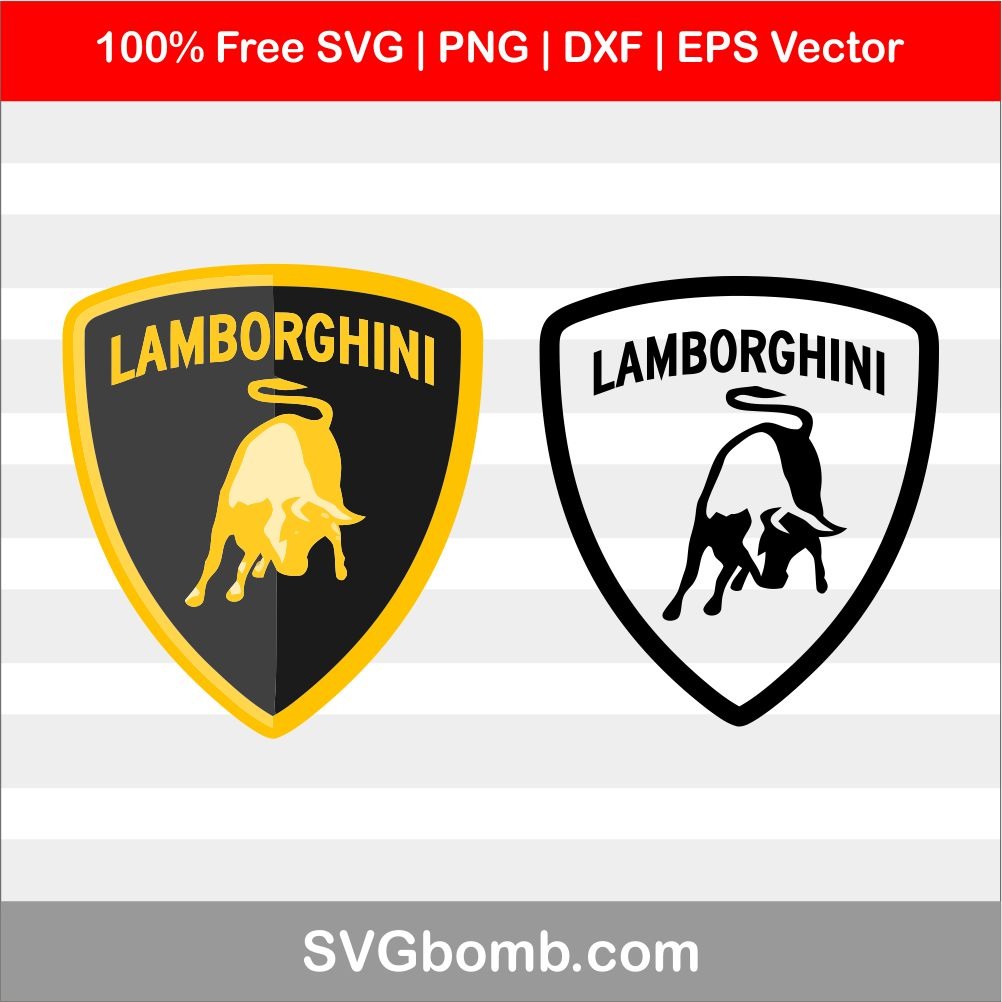 100% Free SVG | PNG | DXF | EPS Vector
LAMBORGHINI
LAMBORGHINI
SVGbomb.com